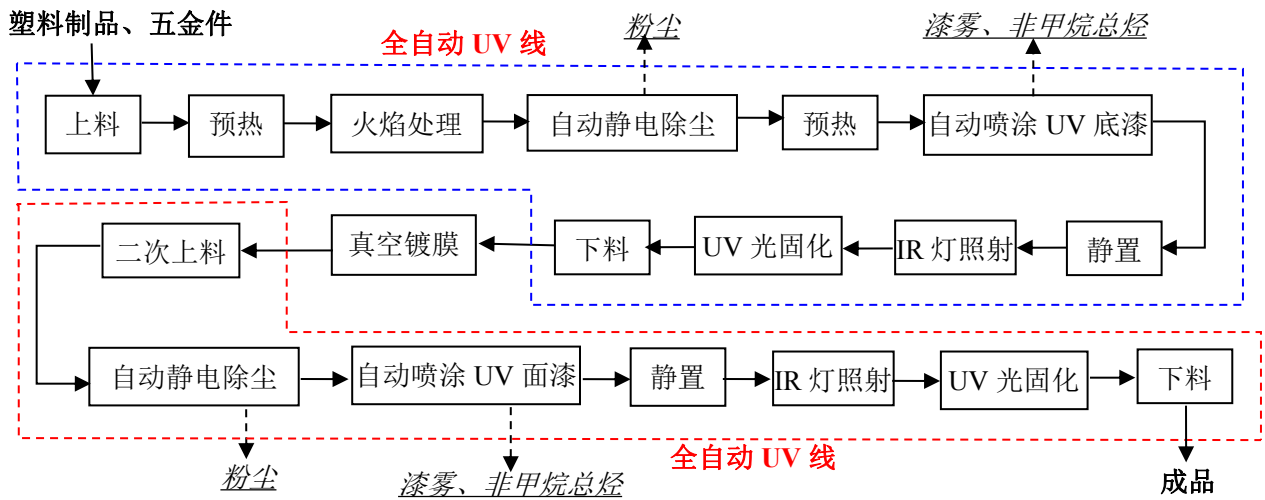 塑料制品、五金件
全自动 UV 线
粉尘
漆雾、非甲烷总烃
上料
预热
火焰处理
自动静电除尘
预热
自动喷涂 UV 底漆
静置
IR 灯照射
UV 光固化
下料
真空镀膜
二次上料
自动静电除尘
自动喷涂 UV 面漆
静置
IR 灯照射
UV 光固化
下料
粉尘
漆雾、非甲烷总烃
全自动 UV 线
成品